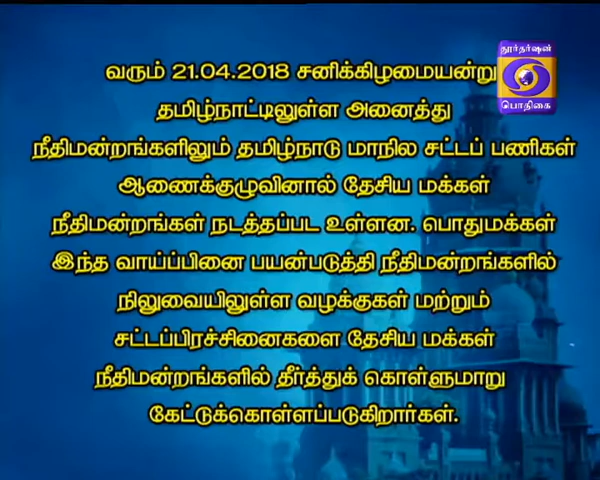 தூர்தர்ஷன்
பொதிகை
வரும் 21.04.2018 சனிக்கிழமையன்று
தமிழ்நாட்டிலுள்ள அனைத்து
நீதிமன்றங்களிலும் தமிழ்நாடு மாநில சட்டப் பணிகள்
ஆணைக்குழுவினால் தேசிய மக்கள்
நீதிமன்றங்கள் நடத்தப்பட உள்ளன. பொதுமக்கள்
இந்த வாய்ப்பினை பயன்படுத்தி நீதிமன்றங்களில்
நிலுவையிலுள்ள வழக்குகள் மற்றும்
சட்டப்பிரச்சினைகளை தேசிய மக்கள்
நீதிமன்றங்களில் தீர்த்துக் கொள்ளுமாறு
கேட்டுக்கொள்ளப்படுகிறார்கள்.